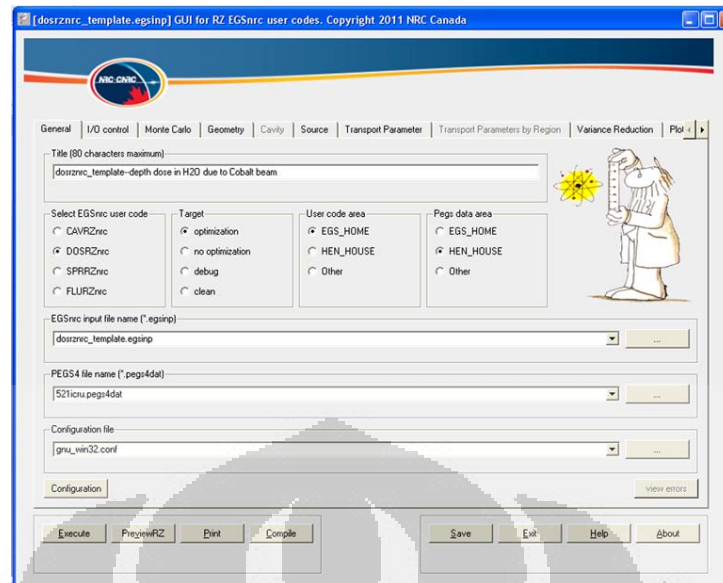 [dosrznrc_template.egsinp] GUI for RZ EGSnrc user codes. Copyright 2011 NRC Canada
NRC·CNRC
General I/O control Monte Carlo Geometry Cavity Source Transport Parameter Transport Parameters by Region Variance Reduction Plot
Title (80 characters maximum)
dosrznrc_template--depth dose in H2O due to Cobalt beam
Select EGSnrc user code Target User code area Pegs data area
CAVRZnrc optimization EGS_HOME EGS_HOME
DOSRZnrc no optimization HEN_HOUSE HEN_HOUSE
SPRRZnrc debug Other Other
FLURZnrc clean
EGSnrc input file name (*.egsinp)
dosrznrc_template.egsinp ...
PEGS4 file name (*.pegs4dat)
521icru.pegs4dat ...
Configuration file
gnu_win32.conf ...
Configuration view errors
Execute PreviewRZ Print Compile Save Exit Help About